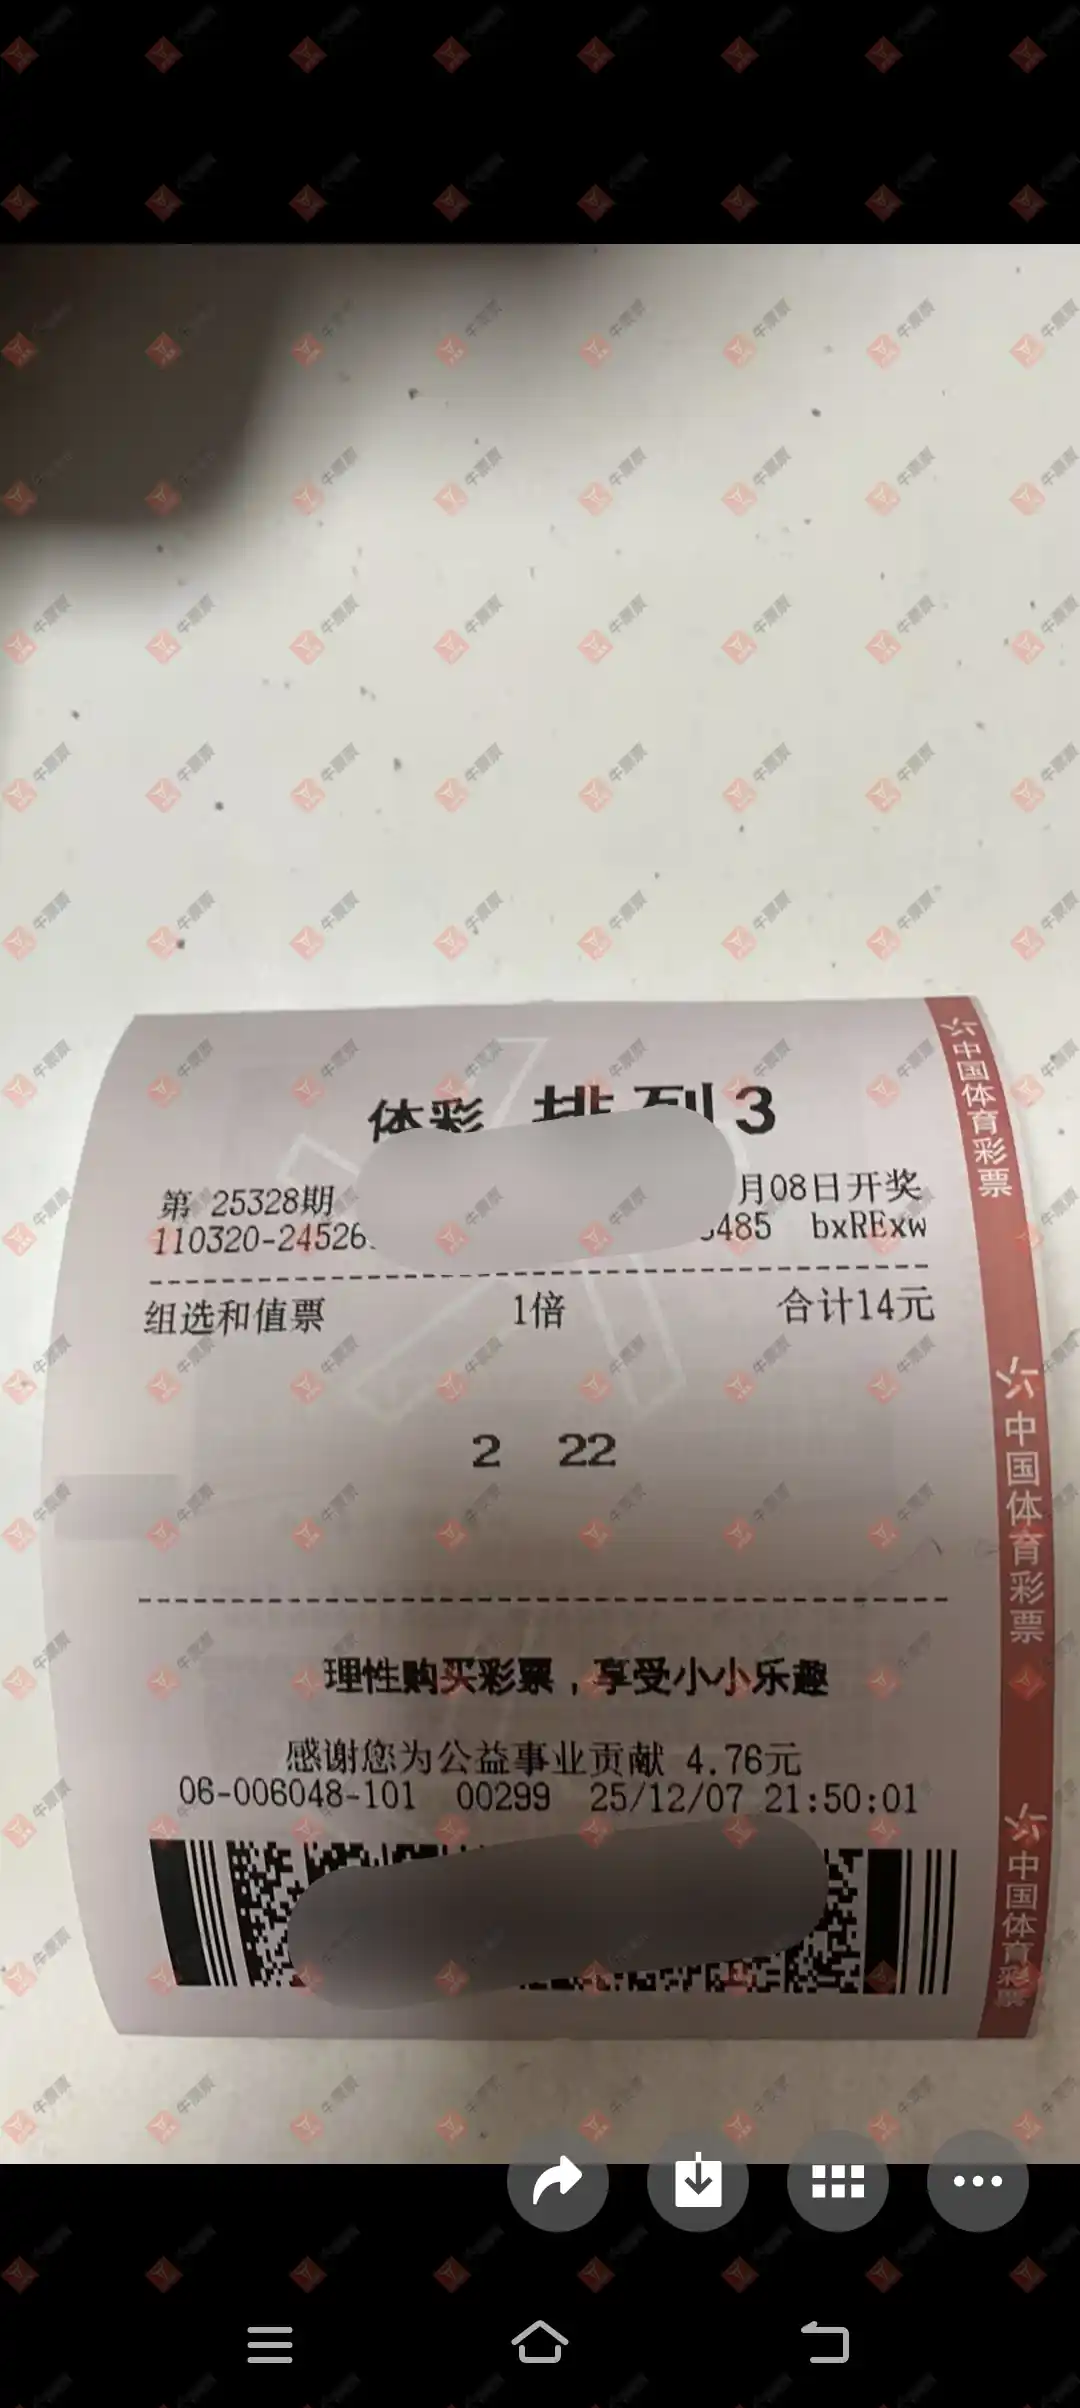 体彩 排列3
第 25328期 月08日开奖
110320-24526 485 bxRExw
组选和值票 1倍 合计14元
2 22
理性购买彩票，享受小小乐趣
感谢您为公益事业贡献 4.76元
06-006048-101 00299 25/12/07 21:50:01
中国体育彩票
中国体育彩票
中国体育彩票
牛票票